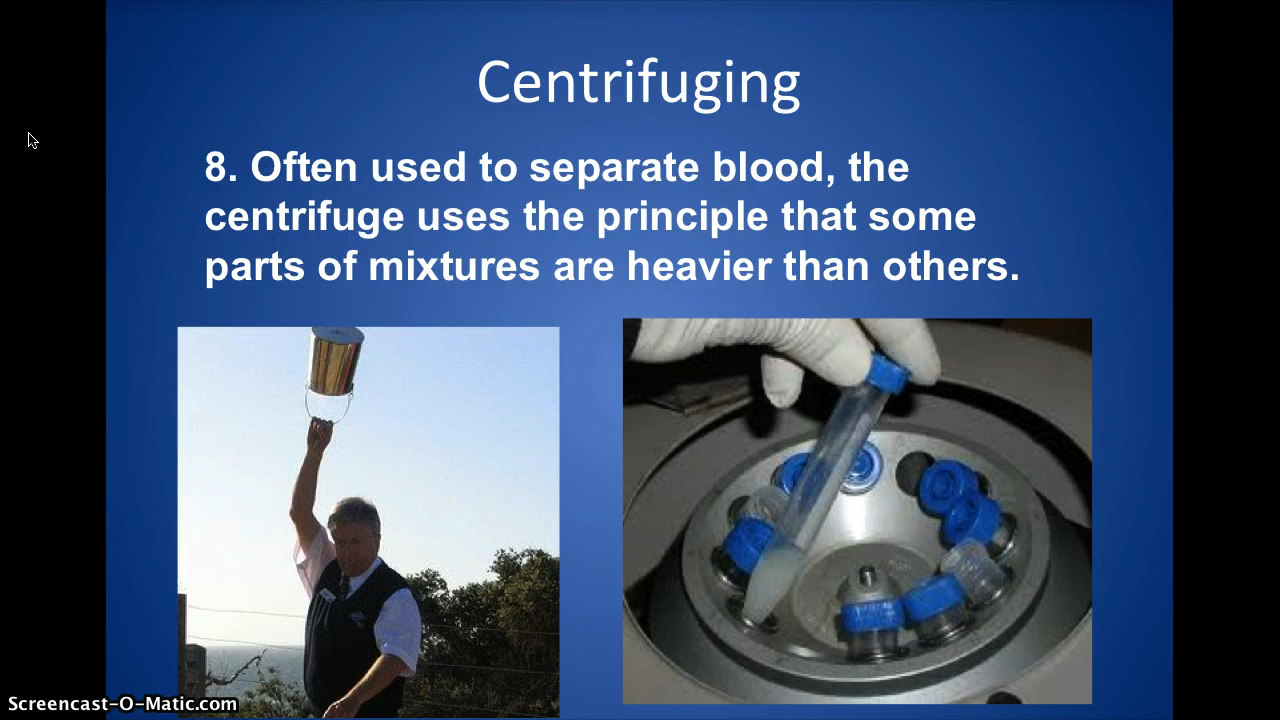 Centrifuging
8. Often used to separate blood, the
centrifuge uses the principle that some
parts of mixtures are heavier than others.
Screencast-O-Matic.com